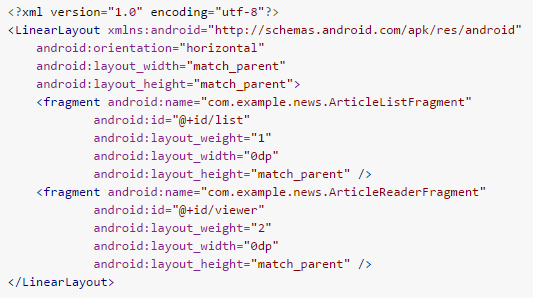 <?xml version="1.0" encoding="utf-8"?>
<LinearLayout xmlns:android="http://schemas.android.com/apk/res/android"
    android:orientation="horizontal"
    android:layout_width="match_parent"
    android:layout_height="match_parent">
    <fragment android:name="com.example.news.ArticleListFragment"
            android:id="@+id/list"
            android:layout_weight="1"
            android:layout_width="0dp"
            android:layout_height="match_parent" />
    <fragment android:name="com.example.news.ArticleReaderFragment"
            android:id="@+id/viewer"
            android:layout_weight="2"
            android:layout_width="0dp"
            android:layout_height="match_parent" />
</LinearLayout>